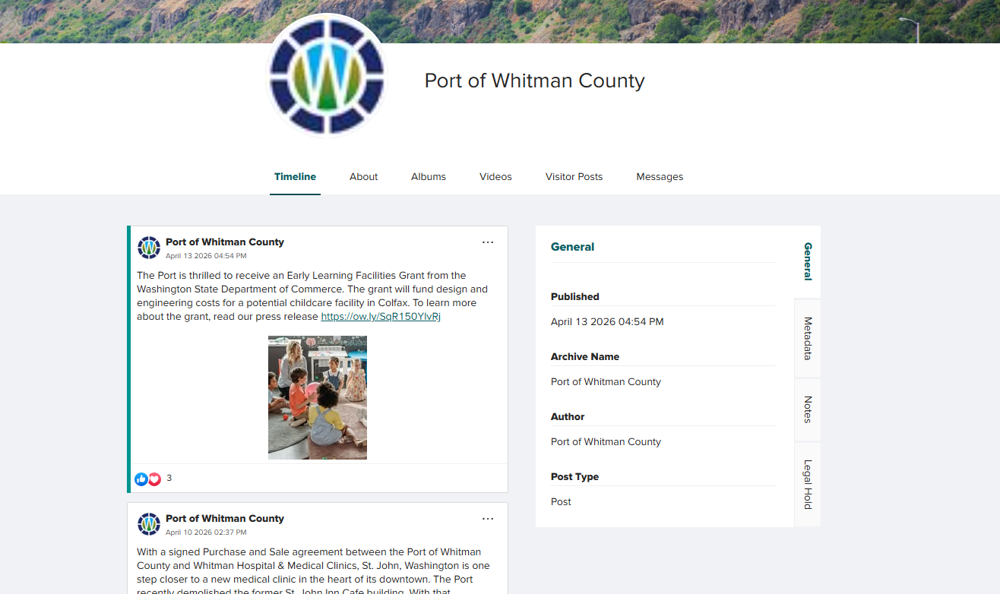 Port of Whitman County
Timeline
About
Albums
Videos
Visitor Posts
Messages
Port of Whitman County
...
April 13 2026 04:54 PM
The Port is thrilled to receive an Early Learning Facilities Grant from the
Washington State Department of Commerce. The grant will fund design and
engineering costs for a potential childcare facility in Colfax. To learn more
about the grant, read our press release https://ow.ly/SqR150YIvRj
3
Port of Whitman County
...
April 10 2026 02:37 PM
With a signed Purchase and Sale agreement between the Port of Whitman
County and Whitman Hospital & Medical Clinics, St. John, Washington is one
step closer to a new medical clinic in the heart of its downtown. The Port
recently demolished the former St. John Inn Cafe building. With that
General
Published
April 13 2026 04:54 PM
Archive Name
Port of Whitman County
Author
Port of Whitman County
Post Type
Post
General
Metadata
Notes
Legal Hold